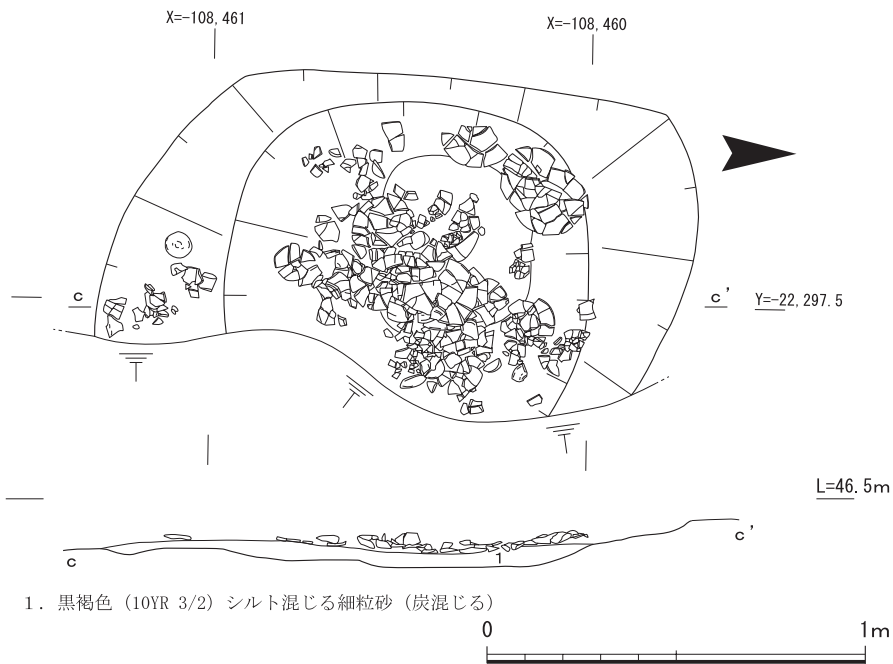 X=-108,461
X=-108,460
c
c'
Y=-22,297.5
L=46.5m
c
c'
1
1. 黒褐色 (10YR 3/2) シルト混じる細粒砂 (炭混じる)
0
1m